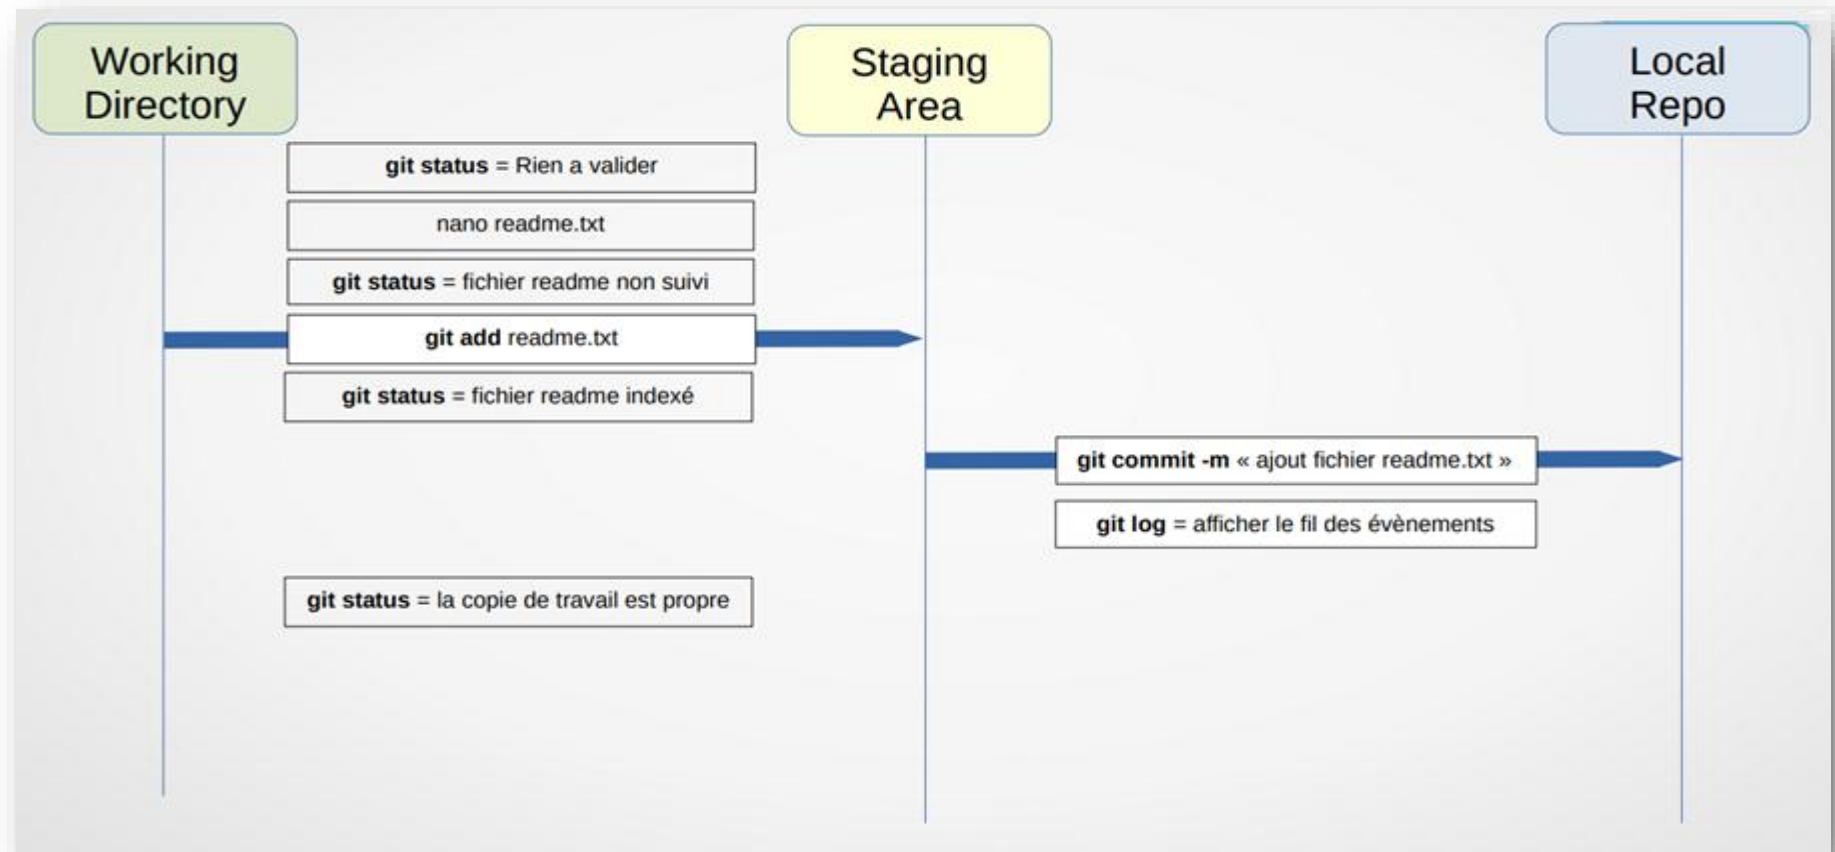 Working
Directory
Staging
Area
Local
Repo
git status = Rien a valider
nano readme.txt
git status = fichier readme non suivi
git add readme.txt
git status = fichier readme indexé
git commit -m « ajout fichier readme.txt »
git log = afficher le fil des évènements
git status = la copie de travail est propre